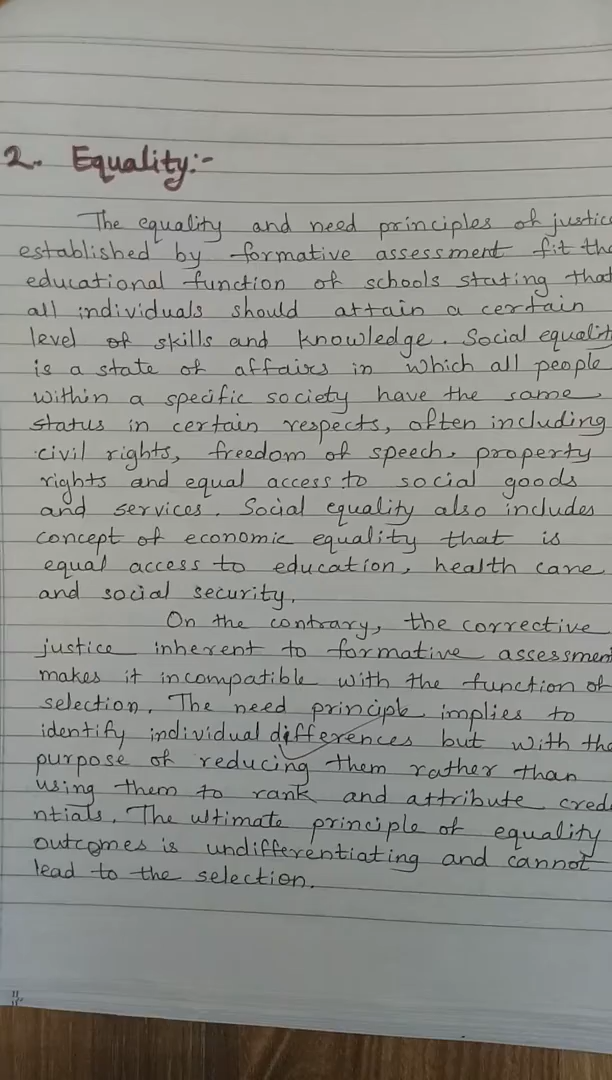 2. Equality:-
The equality and need principles of justice
established by formative assessment fit the
educational function of schools stating that
all individuals should attain a certain
level of skills and knowledge. Social equalit
is a state of affairs in which all people
within a specific society have the same
status in certain respects, often including
civil rights, freedom of speech, property
rights and equal access to social goods
and services. Social equality also includes
concept of economic equality that is
equal access to education, health care
and social security.
On the contrary, the corrective
justice inherent to formative assessment
makes it incompatible with the function of
selection. The need principle implies to
identify individual differences but with the
purpose of reducing them rather than
using them to rank and attribute cred
ntials. The ultimate principle of equality
outcomes is undifferentiating and cannot
lead to the selection.